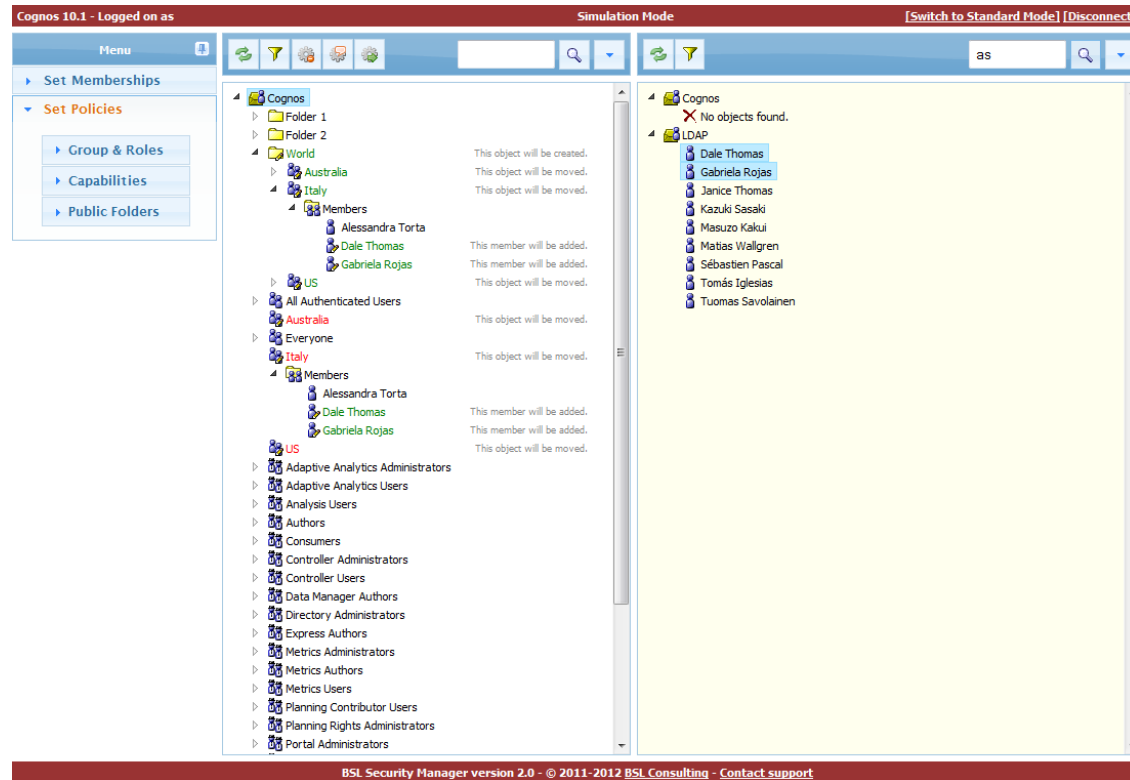 Cognos 10.1 - Logged on as
Simulation Mode
[Switch to Standard Mode] [Disconnect
Menu
Set Memberships
Set Policies
Group & Roles
Capabilities
Public Folders
Cognos
Folder 1
Folder 2
World This object will be created.
Australia This object will be moved.
Italy This object will be moved.
Members
Alessandra Torta
Dale Thomas This member will be added.
Gabriela Rojas This member will be added.
US This object will be moved.
All Authenticated Users
Australia This object will be moved.
Everyone
Italy This object will be moved.
Members
Alessandra Torta
Dale Thomas This member will be added.
Gabriela Rojas This member will be added.
US This object will be moved.
Adaptive Analytics Administrators
Adaptive Analytics Users
Analysis Users
Authors
Consumers
Controller Administrators
Controller Users
Data Manager Authors
Directory Administrators
Express Authors
Metrics Administrators
Metrics Authors
Metrics Users
Planning Contributor Users
Planning Rights Administrators
Portal Administrators
as
Cognos
No objects found.
LDAP
Dale Thomas
Gabriela Rojas
Janice Thomas
Kazuki Sasaki
Masuzo Kakui
Matias Wallgren
Sébastien Pascal
Tomás Iglesias
Tuomas Savolainen
BSL Security Manager version 2.0 - © 2011-2012 BSL Consulting - Contact support